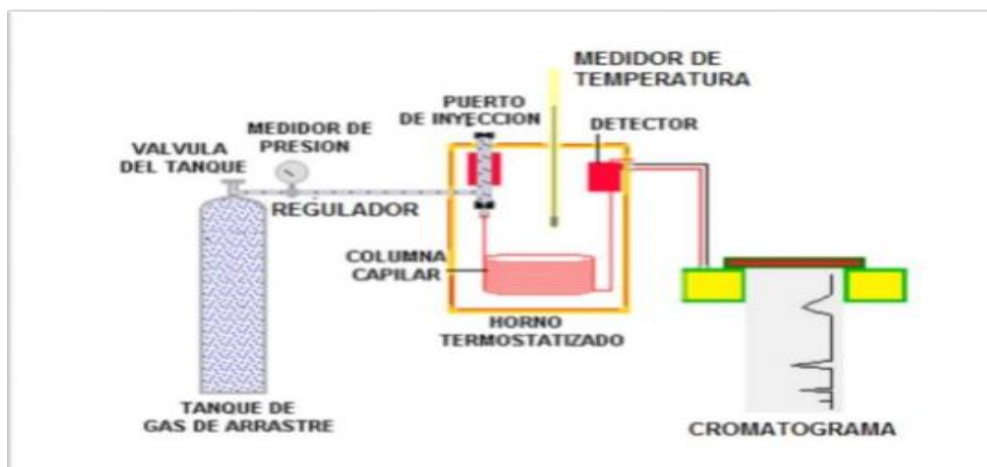 MEDIDOR DE
TEMPERATURA
PUERTO
DE INYECCION
DETECTOR
MEDIDOR DE
PRESION
VALVULA
DEL TANQUE
REGULADOR
COLUMNA
CAPILAR
HORNO
TERMOSTATIZADO
TANQUE DE
GAS DE ARRASTRE
CROMATOGRAMA